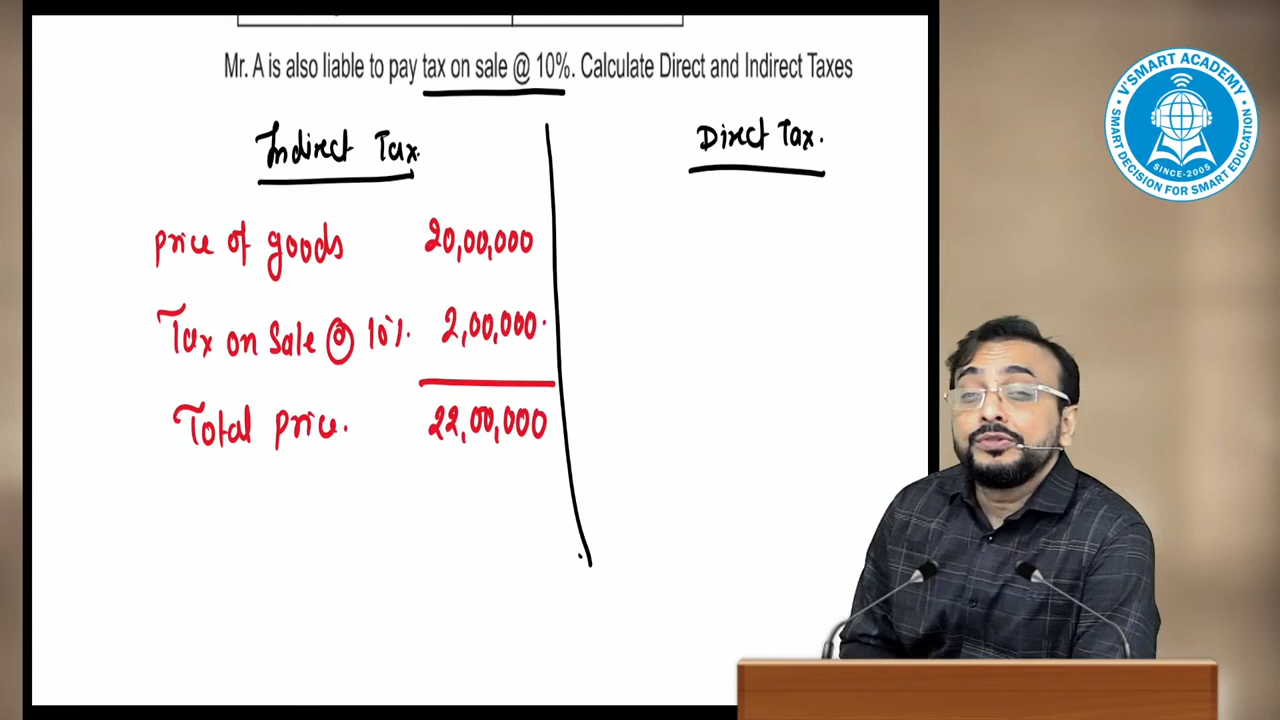 Mr. A is also liable to pay tax on sale @ 10%. Calculate Direct and Indirect Taxes
Indirect Tax.
Direct Tax.
Price of goods 20,00,000
Tax on Sale @ 10%. 2,00,000.
Total price. 22,00,000
V'SMART ACADEMY
SINCE-2005
SMART DECISION FOR SMART EDUCATION